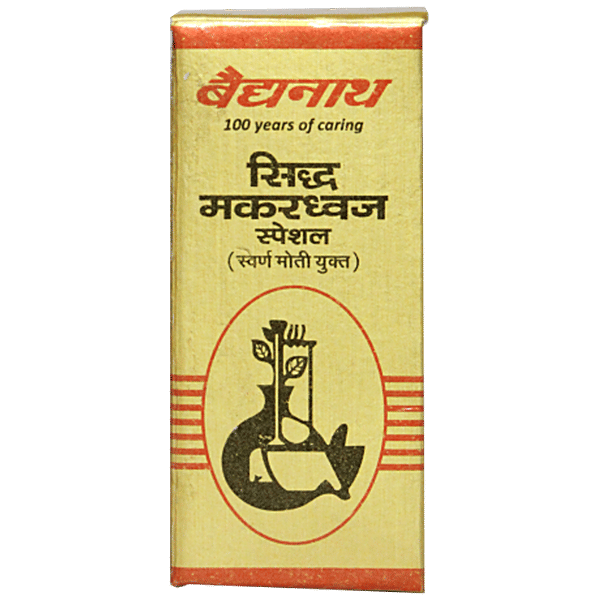 बैद्यनाथ
100 years of caring
सिद्ध
मकरध्वज
स्पेशल
(स्वर्ण मोती युक्त)